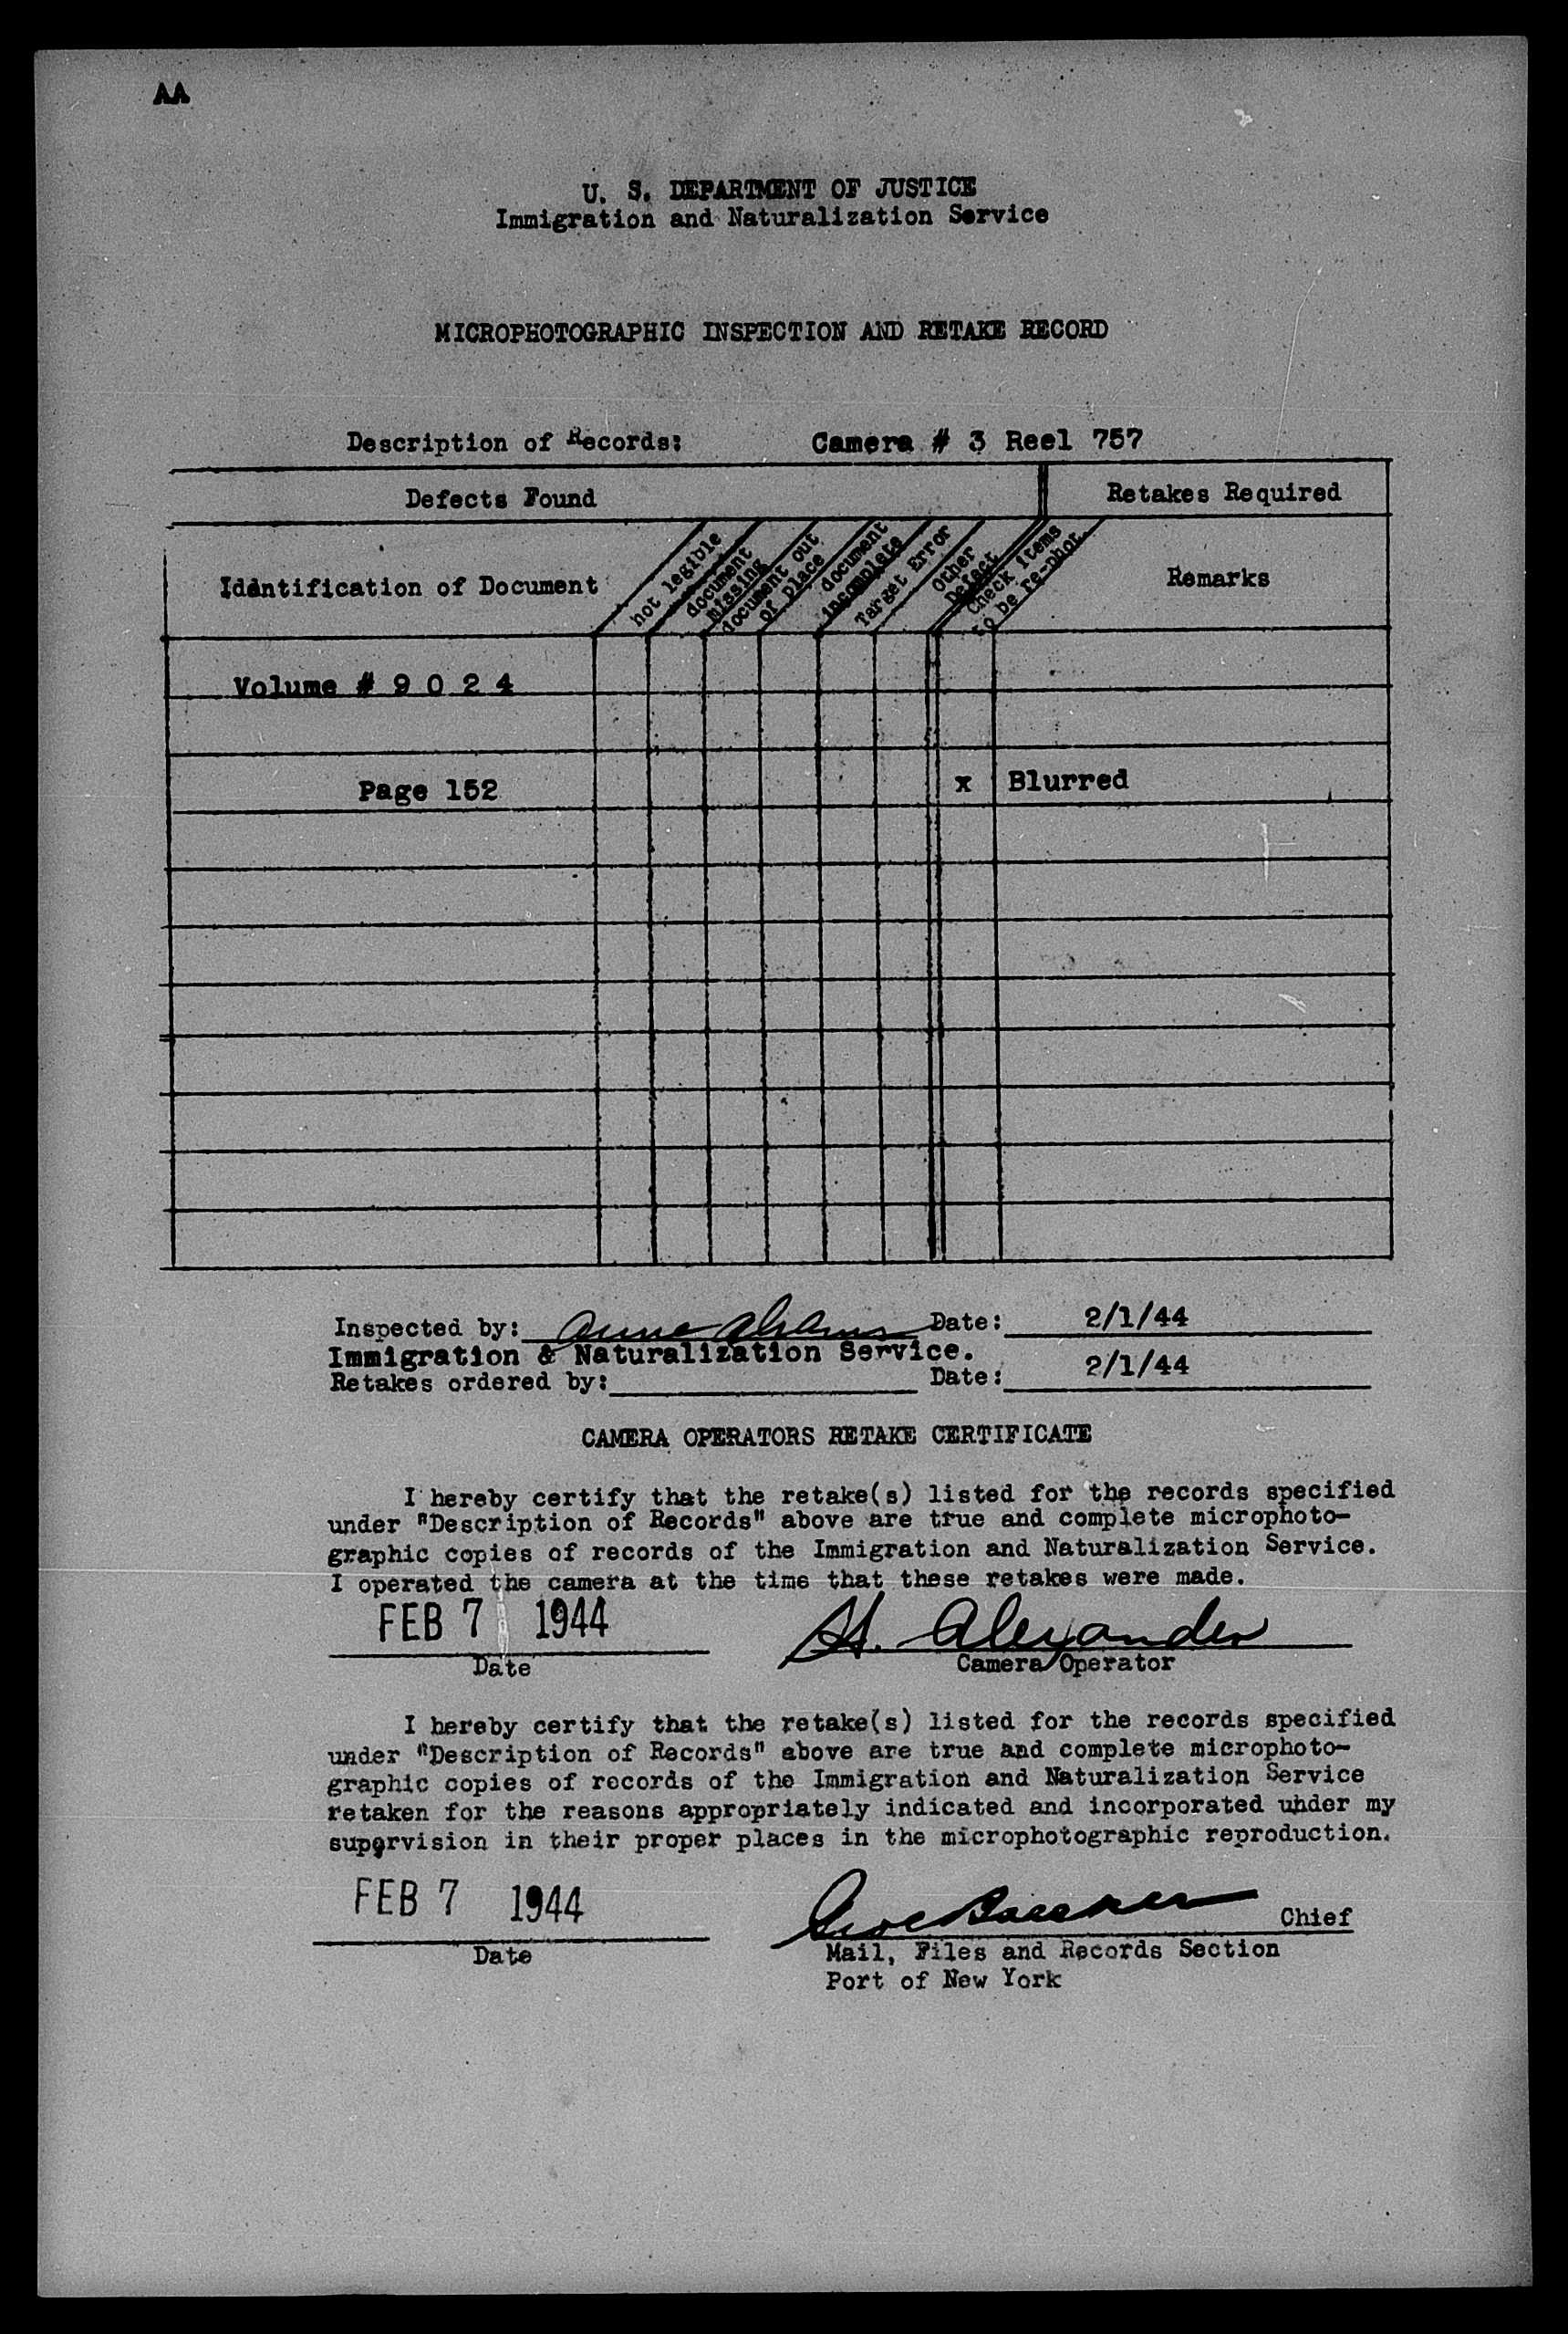 AA
U. S. DEPARTMENT OF JUSTICE
Immigration and Naturalization Service
MICROPHOTOGRAPHIC INSPECTION AND RETAKE RECORD
Description of Records: Camera # 3 Reel 757
Defects Found Retakes Required
Identification of Document
not legible
document
missing
document out
of place
document
incomplete
Target Error
Other
Defect
Check items
to be re-phot
Remarks
Volume # 9 0 2 4
Page 152 x Blurred
Inspected by: Anne Abrams Date: 2/1/44
Immigration & Naturalization Service.
Retakes ordered by: Date: 2/1/44
CAMERA OPERATORS RETAKE CERTIFICATE
I hereby certify that the retake(s) listed for the records specified
under "Description of Records" above are true and complete microphoto-
graphic copies of records of the Immigration and Naturalization Service.
I operated the camera at the time that these retakes were made.
FEB 7 1944 H. Alexander
Date Camera Operator
I hereby certify that the retake(s) listed for the records specified
under "Description of Records" above are true and complete microphoto-
graphic copies of records of the Immigration and Naturalization Service
retaken for the reasons appropriately indicated and incorporated under my
supervision in their proper places in the microphotographic reproduction.
FEB 7 1944 Chief
Date Mail, Files and Records Section
Port of New York